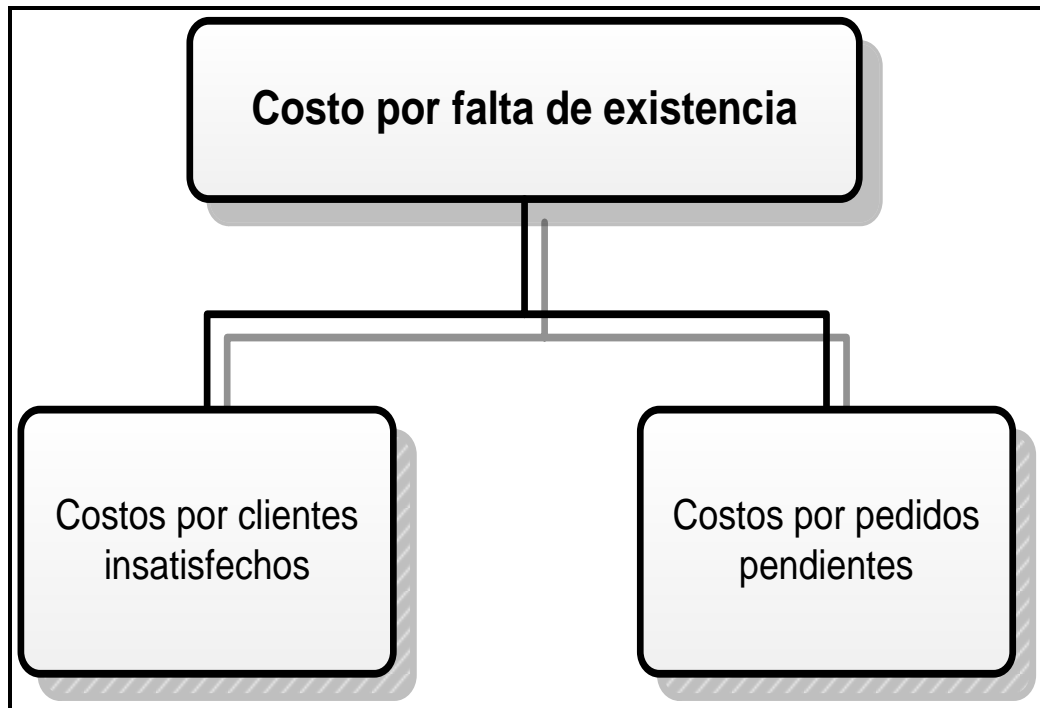 Costo por falta de existencia
Costos por clientes
insatisfechos
Costos por pedidos
pendientes